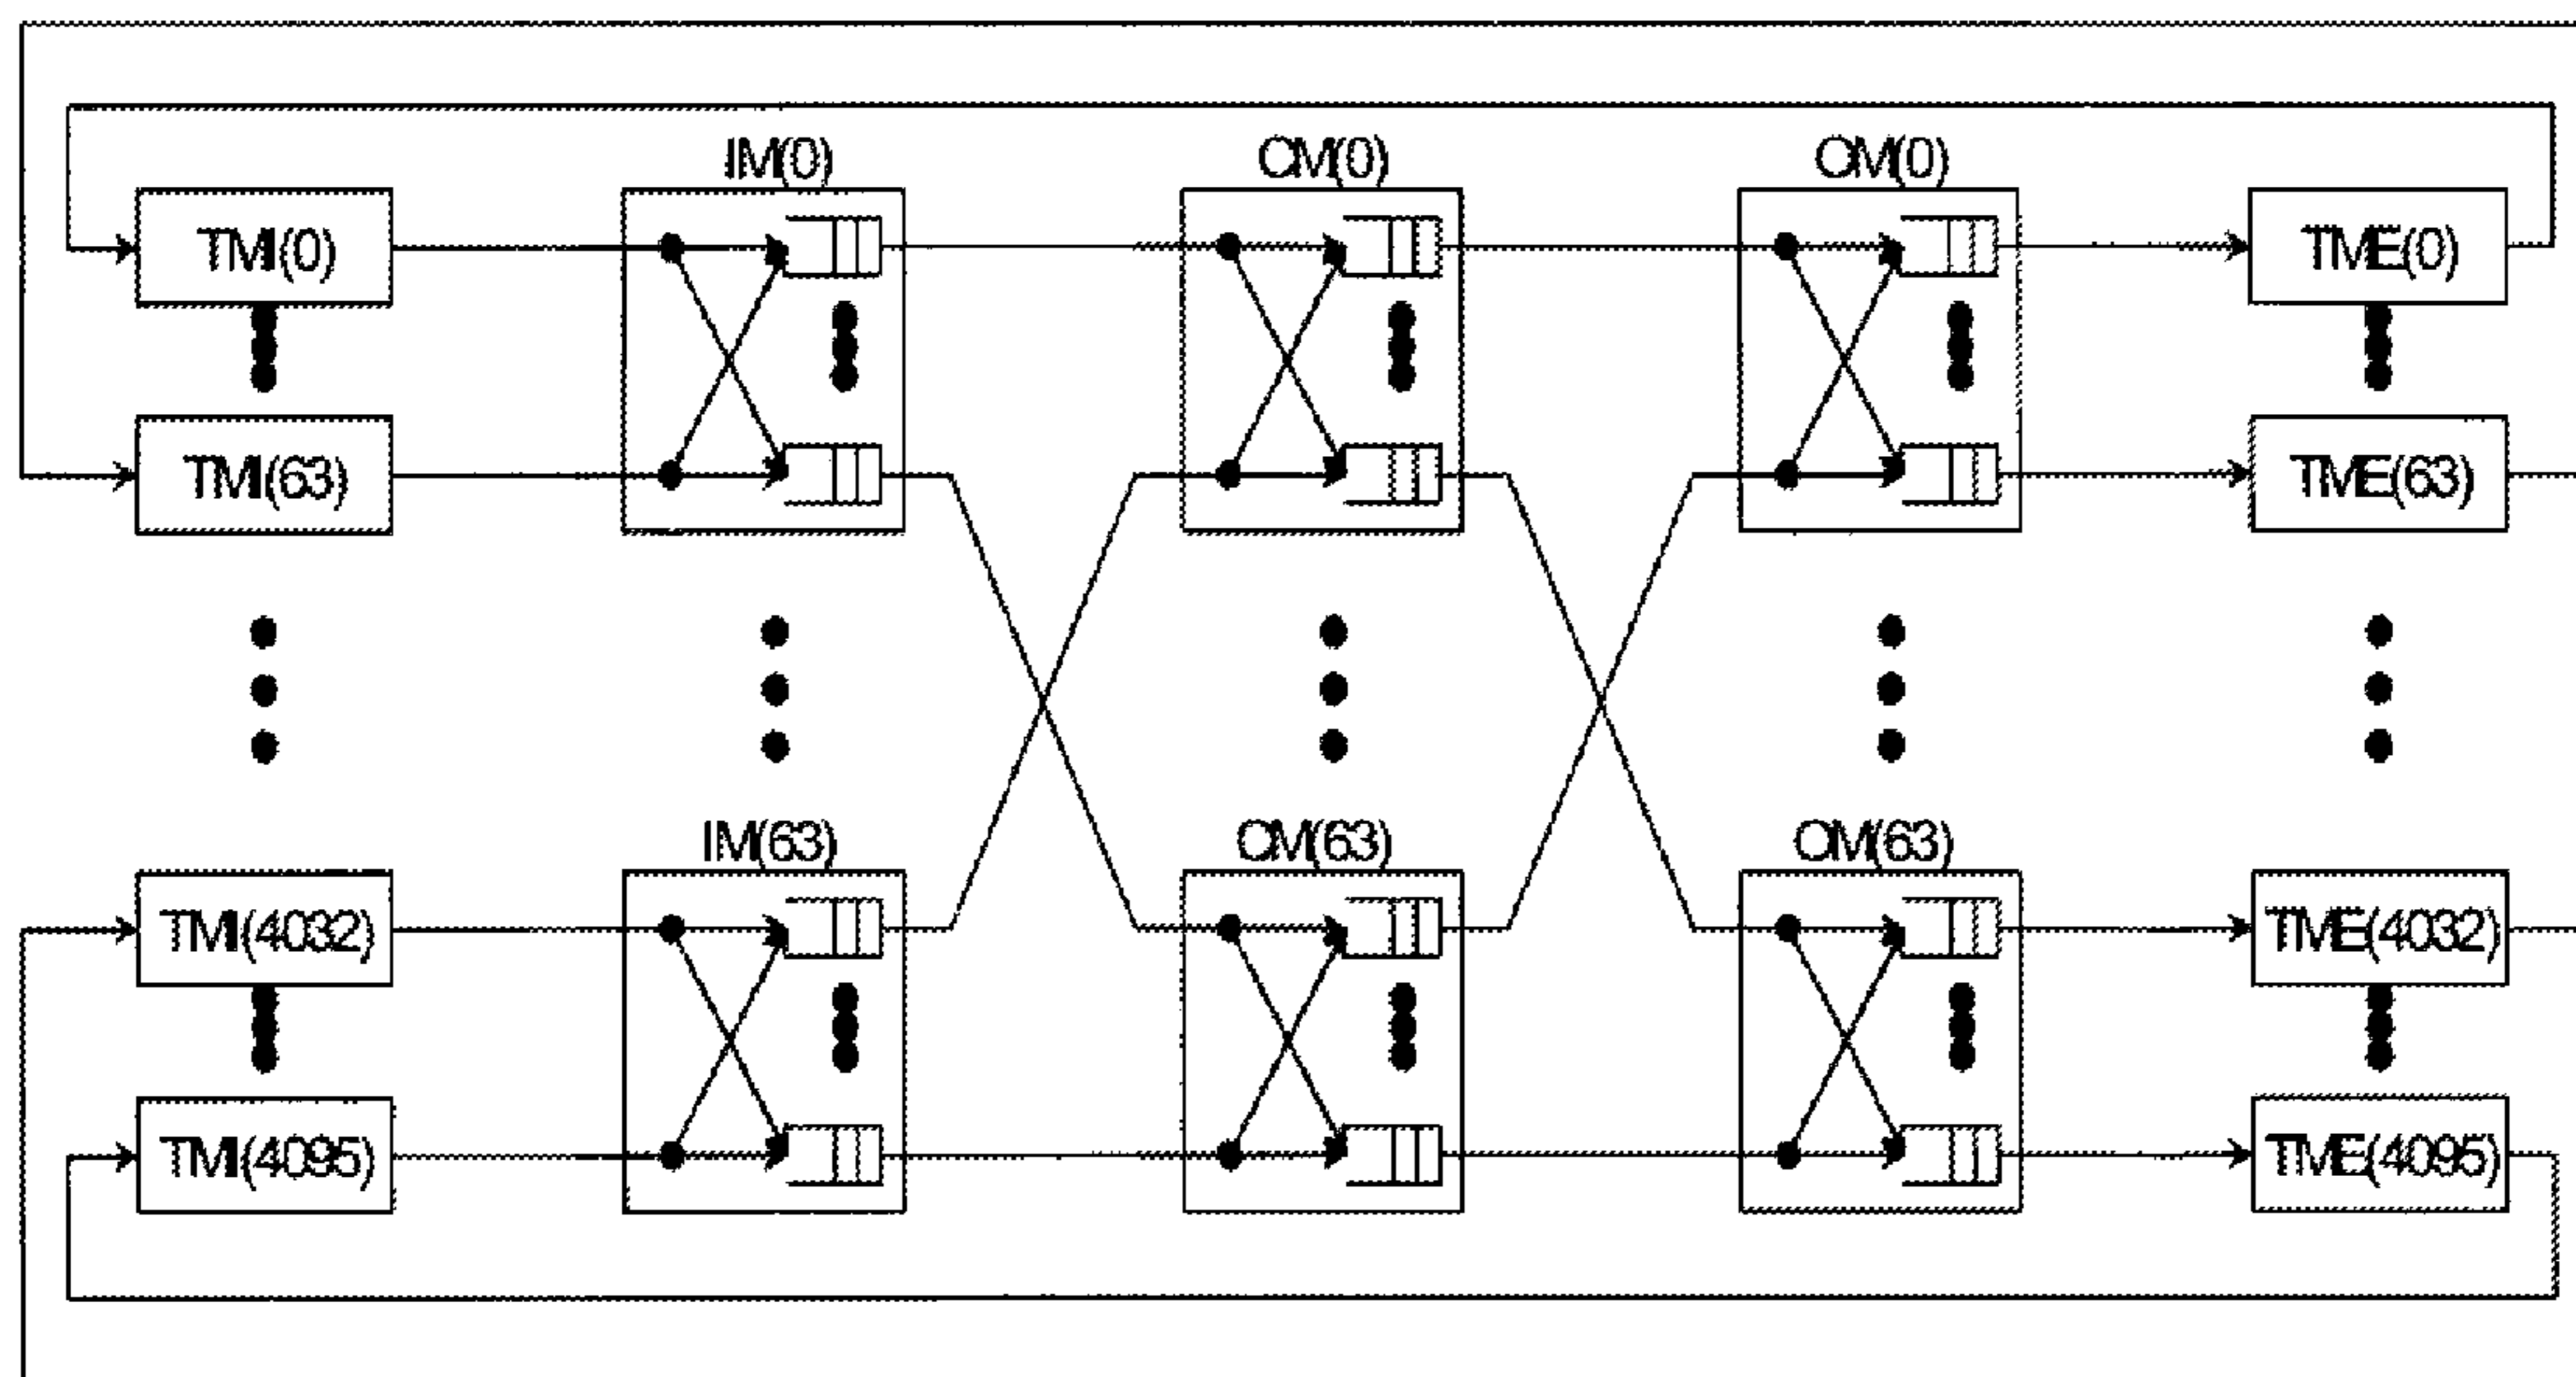 IM(0) CM(0) OM(0)
TMI(0) TME(0)
TMI(63) TME(63)
IM(63) CM(63) OM(63)
TMI(4032) TME(4032)
TMI(4095) TME(4095)